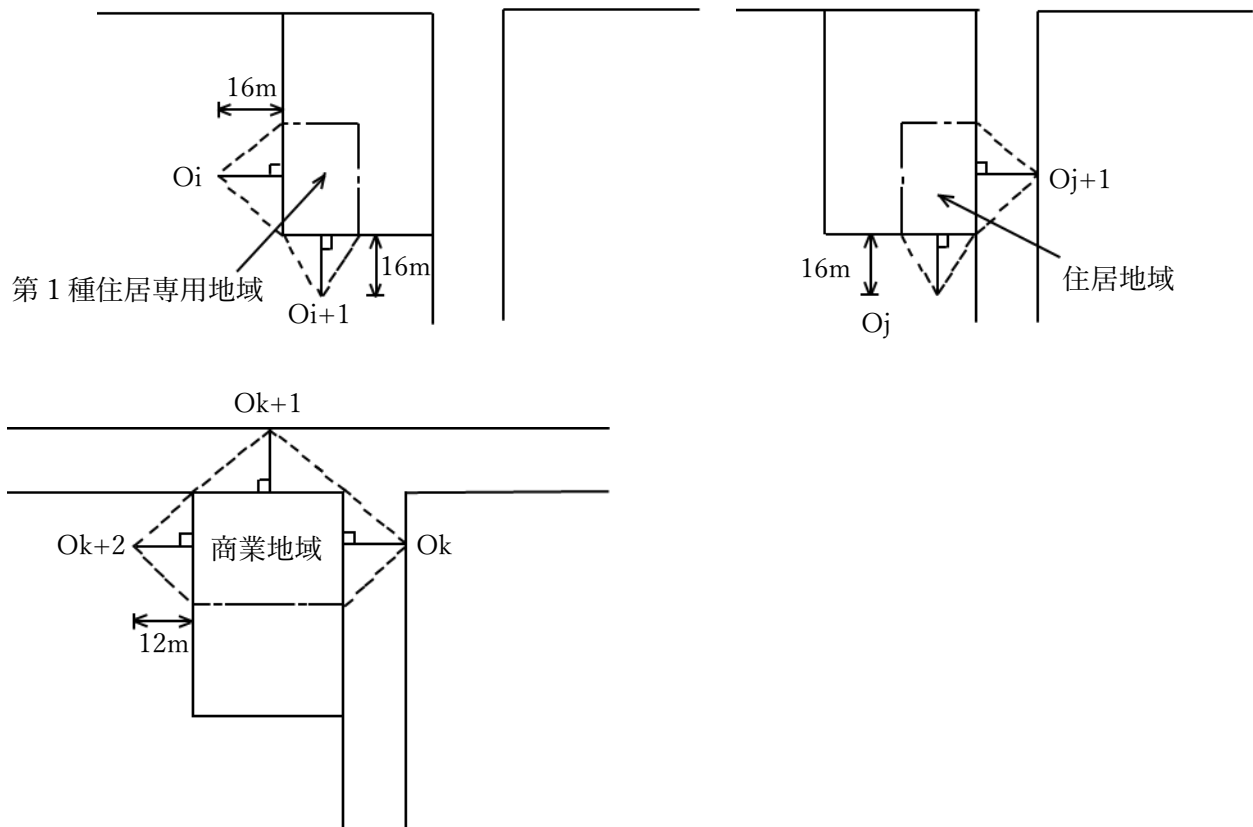 16m
Oi
第1種住居専用地域
16m
Oi+1
16m
Oj
Oj+1
住居地域
Ok+1
Ok+2
商業地域
Ok
12m